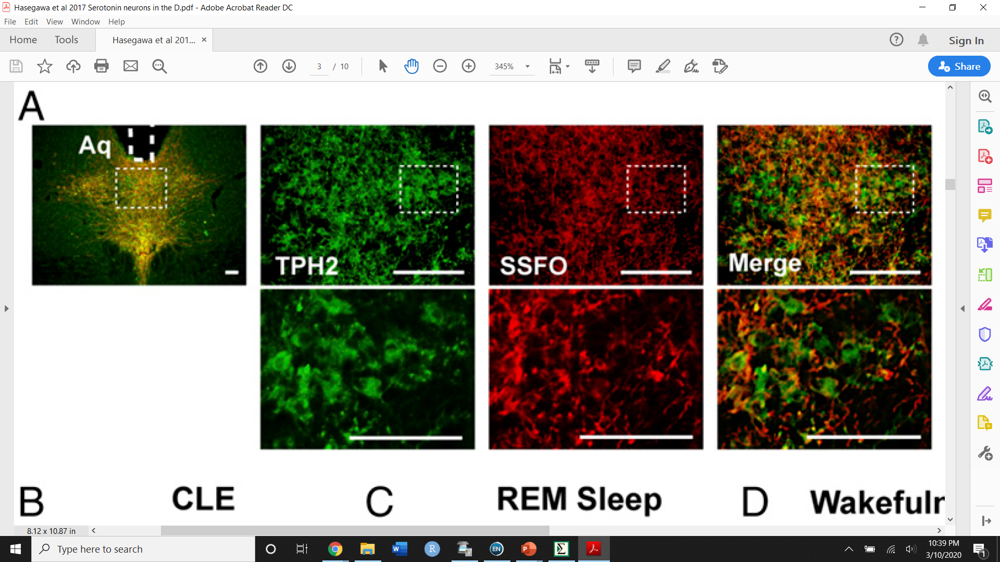 Hasegawa et al 2017 Serotonin neurons in the D.pdf - Adobe Acrobat Reader DC
File Edit View Window Help
Home Tools Hasegawa et al 201... × Sign In
3 / 10 345% Share
A
Aq
TPH2
SSFO
Merge
B CLE C REM Sleep D Wakefuln
8.12 x 10.87 in
Type here to search
10:39 PM
3/10/2020
1